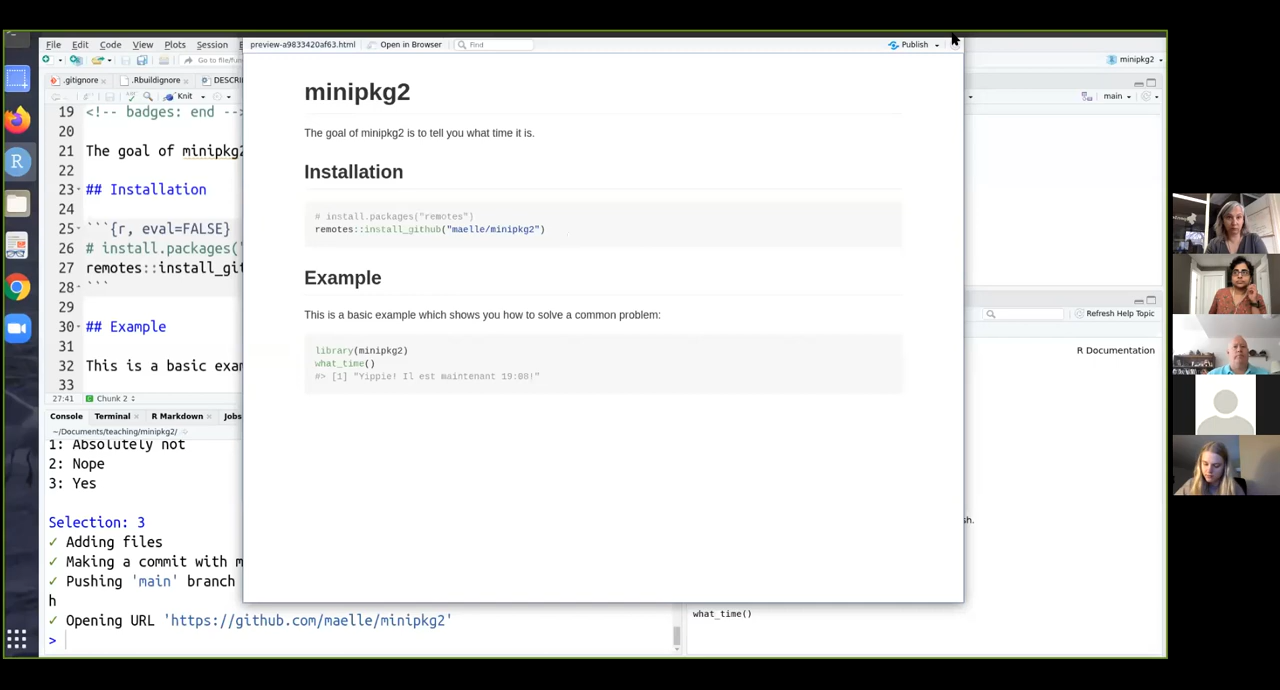 File Edit Code View Plots Session
Go to file/fu
.gitignore .Rbuildignore DESCRI
Knit
19 <!-- badges: end --
20
21 The goal of minipkg2
22
23 ## Installation
24
25 ```{r, eval=FALSE}
26 # install.packages("
27 remotes::install_git
28 ```
29
30 ## Example
31
32 This is a basic exam
33
27:41 Chunk 2
Console Terminal R Markdown Jobs
~/Documents/teaching/minipkg2/
1: Absolutely not
2: Nope
3: Yes
Selection: 3
✓ Adding files
✓ Making a commit with m
✓ Pushing 'main' branch
h
✓ Opening URL 'https://github.com/maelle/minipkg2'
>
preview-a9833420af63.html Open in Browser Find Publish
minipkg2
The goal of minipkg2 is to tell you what time it is.
Installation
# install.packages("remotes")
remotes::install_github("maelle/minipkg2")
Example
This is a basic example which shows you how to solve a common problem:
library(minipkg2)
what_time()
#> [1] "Yippie! Il est maintenant 19:00!"
minipkg2
main
Refresh Help Topic
R Documentation
sh.
what_time()